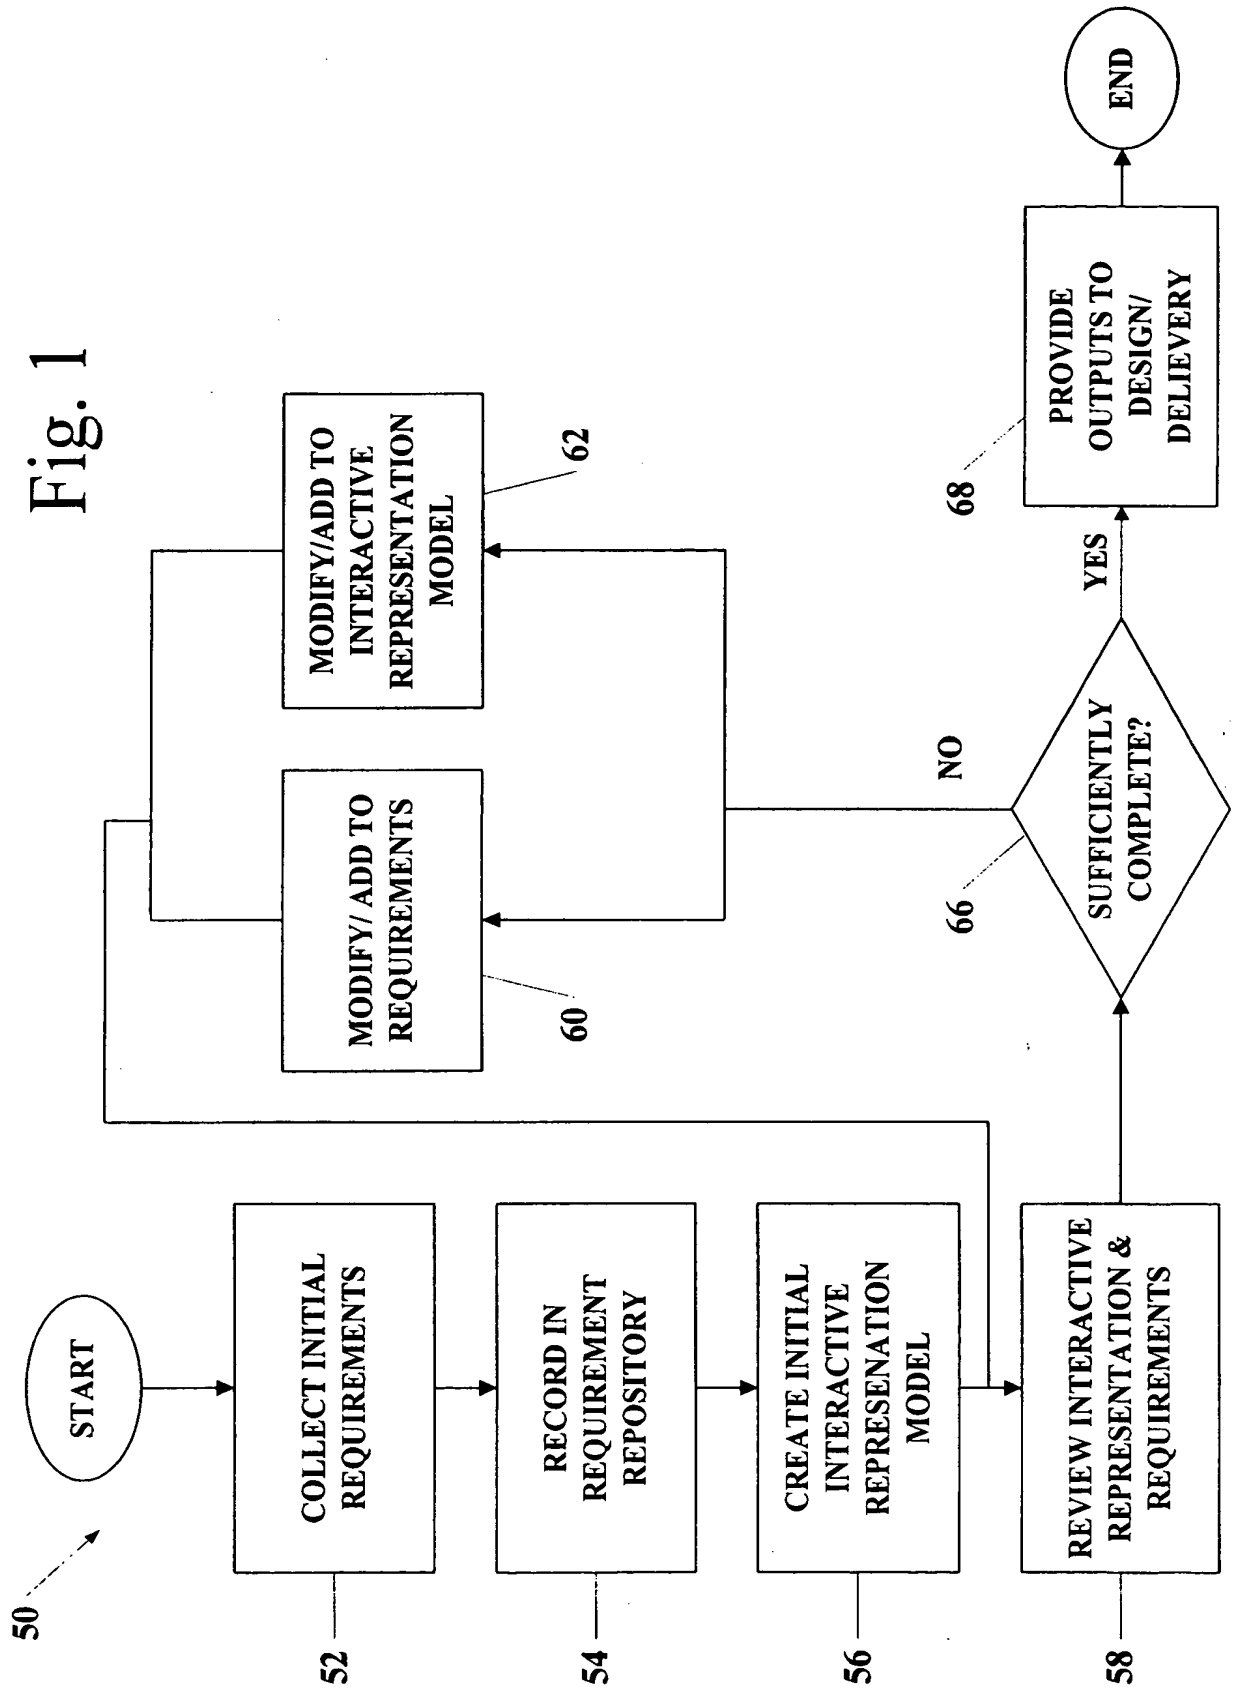 Fig. 1
50
START
52
COLLECT INITIAL
REQUIREMENTS
54
RECORD IN
REQUIREMENT
REPOSITORY
56
CREATE INITIAL
INTERACTIVE
REPRESENATION
MODEL
58
REVIEW INTERACTIVE
REPRESENTATION &
REQUIREMENTS
MODIFY/ ADD TO
REQUIREMENTS
60
MODIFY/ADD TO
INTERACTIVE
REPRESENTATION
MODEL
62
NO
66
SUFFICIENTLY
COMPLETE?
YES
68
PROVIDE
OUTPUTS TO
DESIGN/
DELIEVERY
END